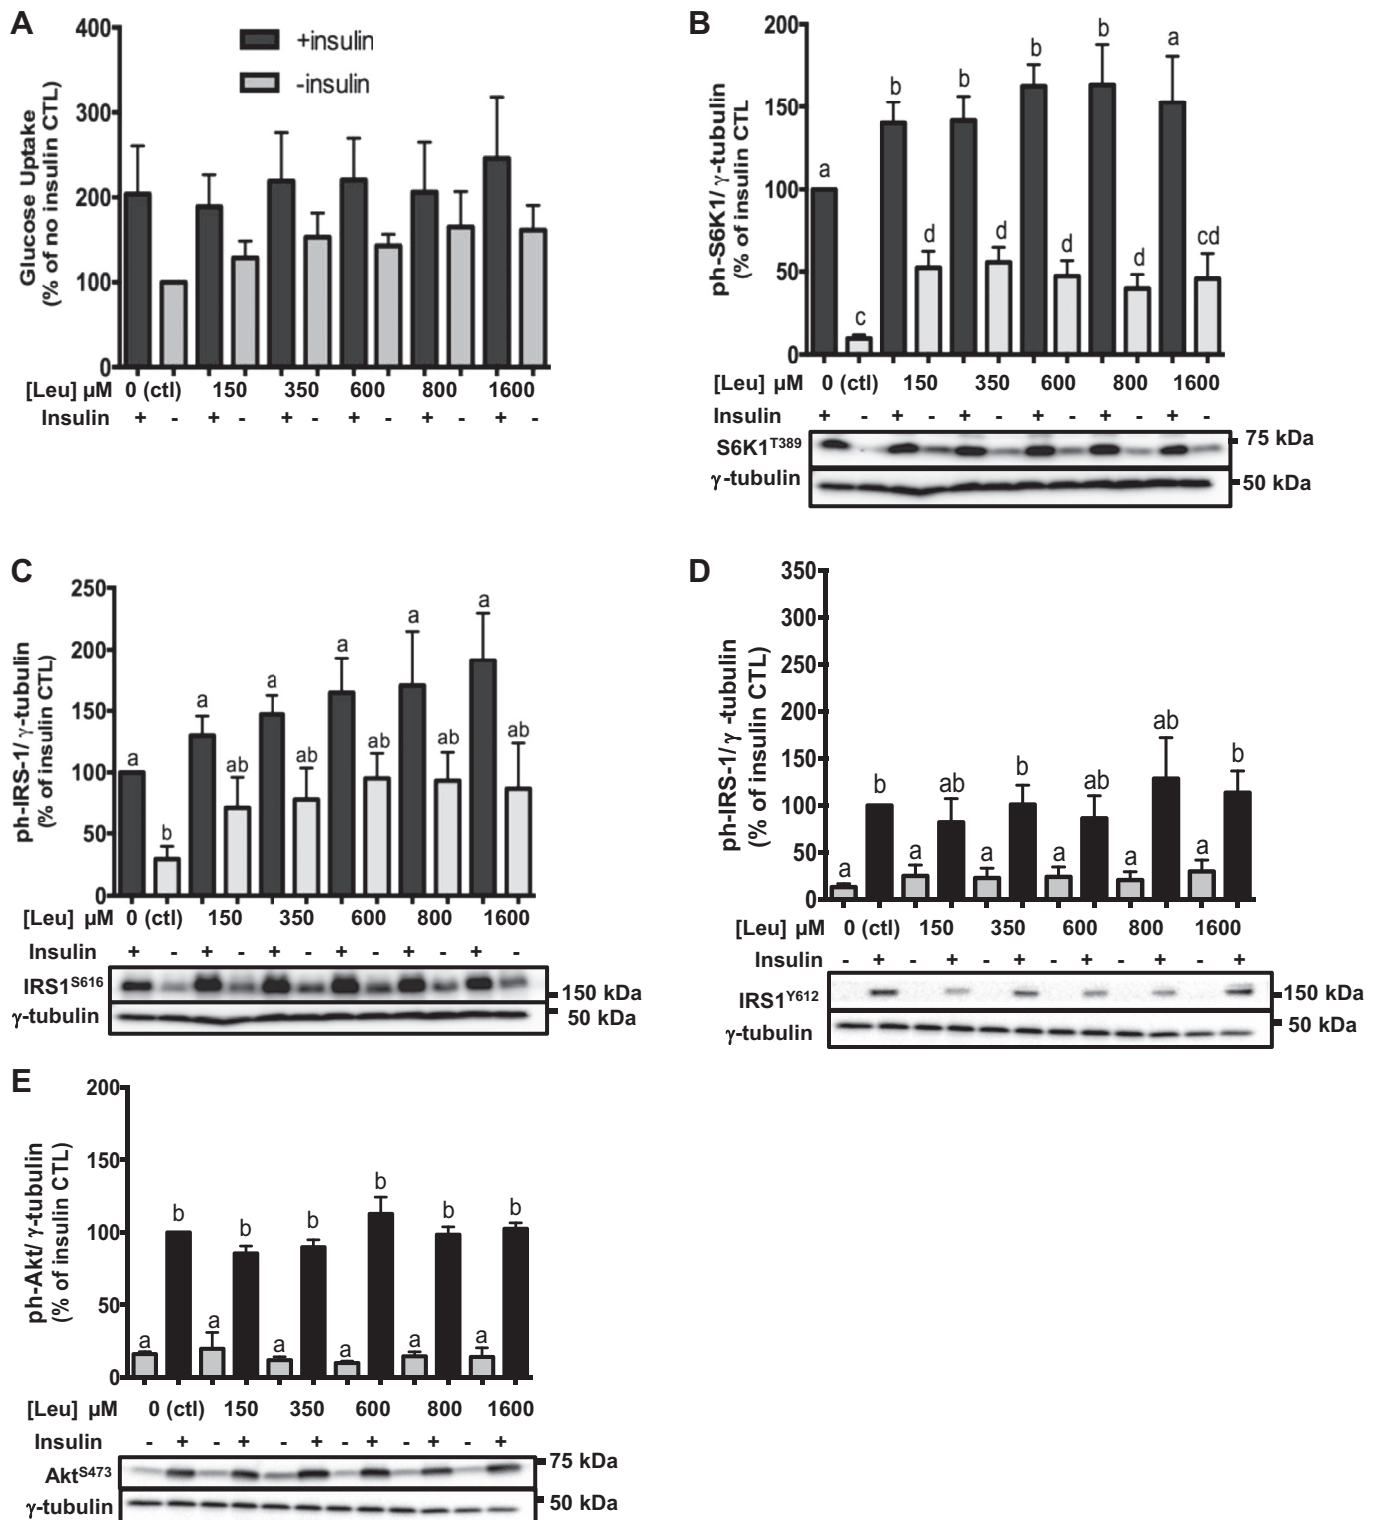 A
Glucose Uptake
(% of no insulin CTL)
400
300
200
100
0
+insulin
-insulin
[Leu] µM 0 (ctl) 150 350 600 800 1600
Insulin + - + - + - + - + - + -
B
ph-S6K1/ γ-tubulin
(% of insulin CTL
200
150
100
50
0
a c b d b d b d b d a cd
[Leu] µM 0 (ctl) 150 350 600 800 1600
Insulin + - + - + - + - + - + -
S6K1T389 75 kDa
γ-tubulin 50 kDa
C
ph-IRS-1/ γ-tubulin
(% of insulin CTL)
250
200
150
100
50
0
a b a ab a ab a ab a ab a ab
[Leu] µM 0 (ctl) 150 350 600 800 1600
Insulin + - + - + - + - + - + -
IRS1S616 150 kDa
γ-tubulin 50 kDa
D
ph-IRS-1/ γ -tubulin
(% of insulin CTL)
350
300
250
200
150
100
50
0
a b a ab a b a ab a ab a b
[Leu] µM 0 (ctl) 150 350 600 800 1600
Insulin - + - + - + - + - + - +
IRS1Y612 150 kDa
γ-tubulin 50 kDa
E
ph-Akt/ γ-tubulin
(% of insulin CTL)
200
150
100
50
0
a b a b a b a b a b a b
[Leu] µM 0 (ctl) 150 350 600 800 1600
Insulin - + - + - + - + - + - +
AktS473 75 kDa
γ-tubulin 50 kDa